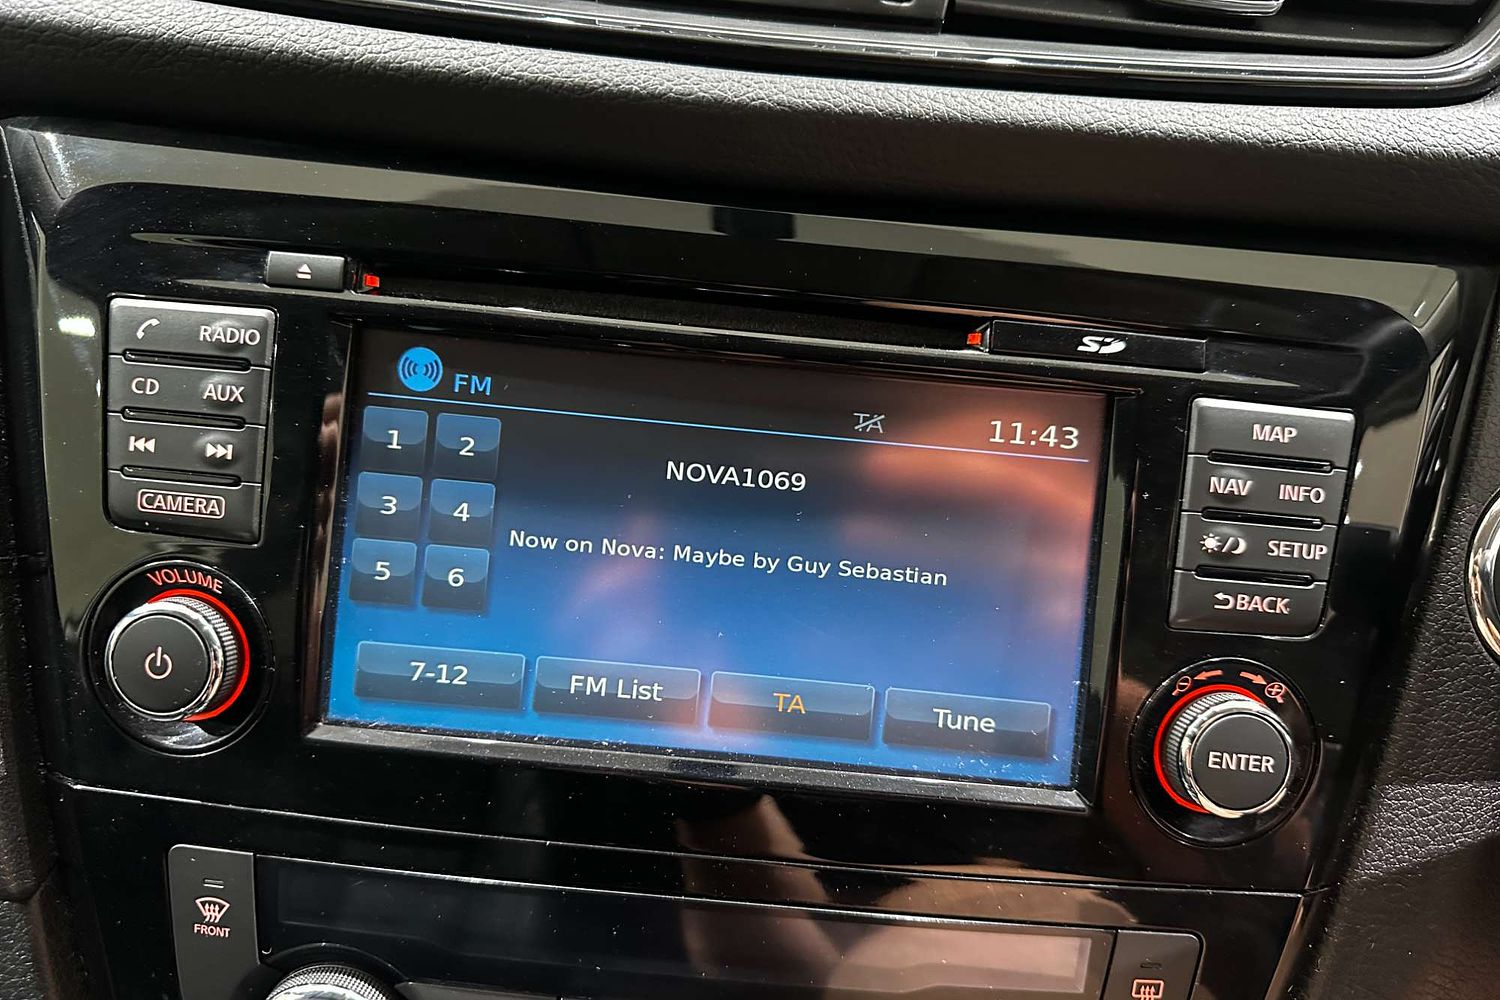 RADIO
CD AUX
CAMERA
VOLUME
SD
FM
TA
11:43
1 2
3 4
5 6
NOVA1069
Now on Nova: Maybe by Guy Sebastian
7-12 FM List TA Tune
MAP
NAV INFO
SETUP
BACK
ENTER
FRONT